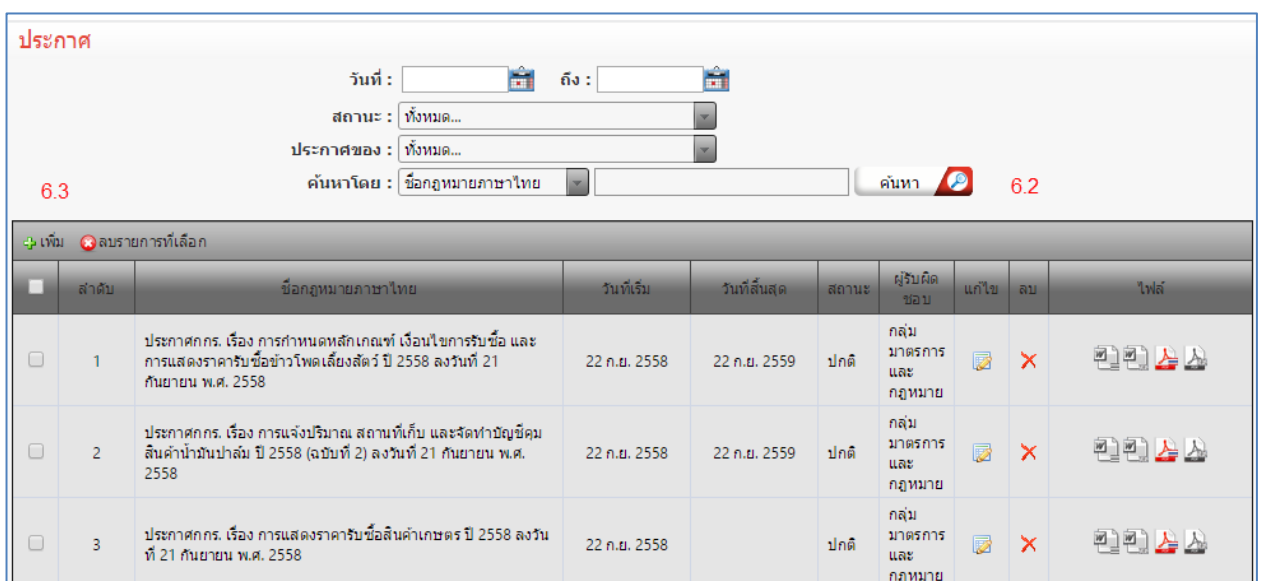 ประกาศ
วันที่ :
ถึง :
สถานะ : ทั้งหมด...
ประกาศของ : ทั้งหมด...
6.3
ค้นหาโดย : ชื่อกฎหมายภาษาไทย
ค้นหา
6.2
เพิ่ม ลบรายการที่เลือก
ลำดับ
ชื่อกฎหมายภาษาไทย
วันที่เริ่ม
วันที่สิ้นสุด
สถานะ
ผู้รับผิด
ชอบ
แก้ไข
ลบ
ไฟล์
1
ประกาศกกร. เรื่อง การกำหนดหลักเกณฑ์ เงื่อนไขการรับซื้อ และ
การแสดงราคารับซื้อข้าวโพดเลี้ยงสัตว์ ปี 2558 ลงวันที่ 21
กันยายน พ.ศ. 2558
22 ก.ย. 2558
22 ก.ย. 2559
ปกติ
กลุ่ม
มาตรการ
และ
กฎหมาย
2
ประกาศกกร. เรื่อง การแจ้งปริมาณ สถานที่เก็บ และจัดทำบัญชีคุม
สินค้าน้ำมันปาล์ม ปี 2558 (ฉบับที่ 2) ลงวันที่ 21 กันยายน พ.ศ.
2558
22 ก.ย. 2558
22 ก.ย. 2559
ปกติ
กลุ่ม
มาตรการ
และ
กฎหมาย
3
ประกาศกกร. เรื่อง การแสดงราคารับซื้อสินค้าเกษตร ปี 2558 ลงวัน
ที่ 21 กันยายน พ.ศ. 2558
22 ก.ย. 2558
ปกติ
กลุ่ม
มาตรการ
และ
กฎหมาย